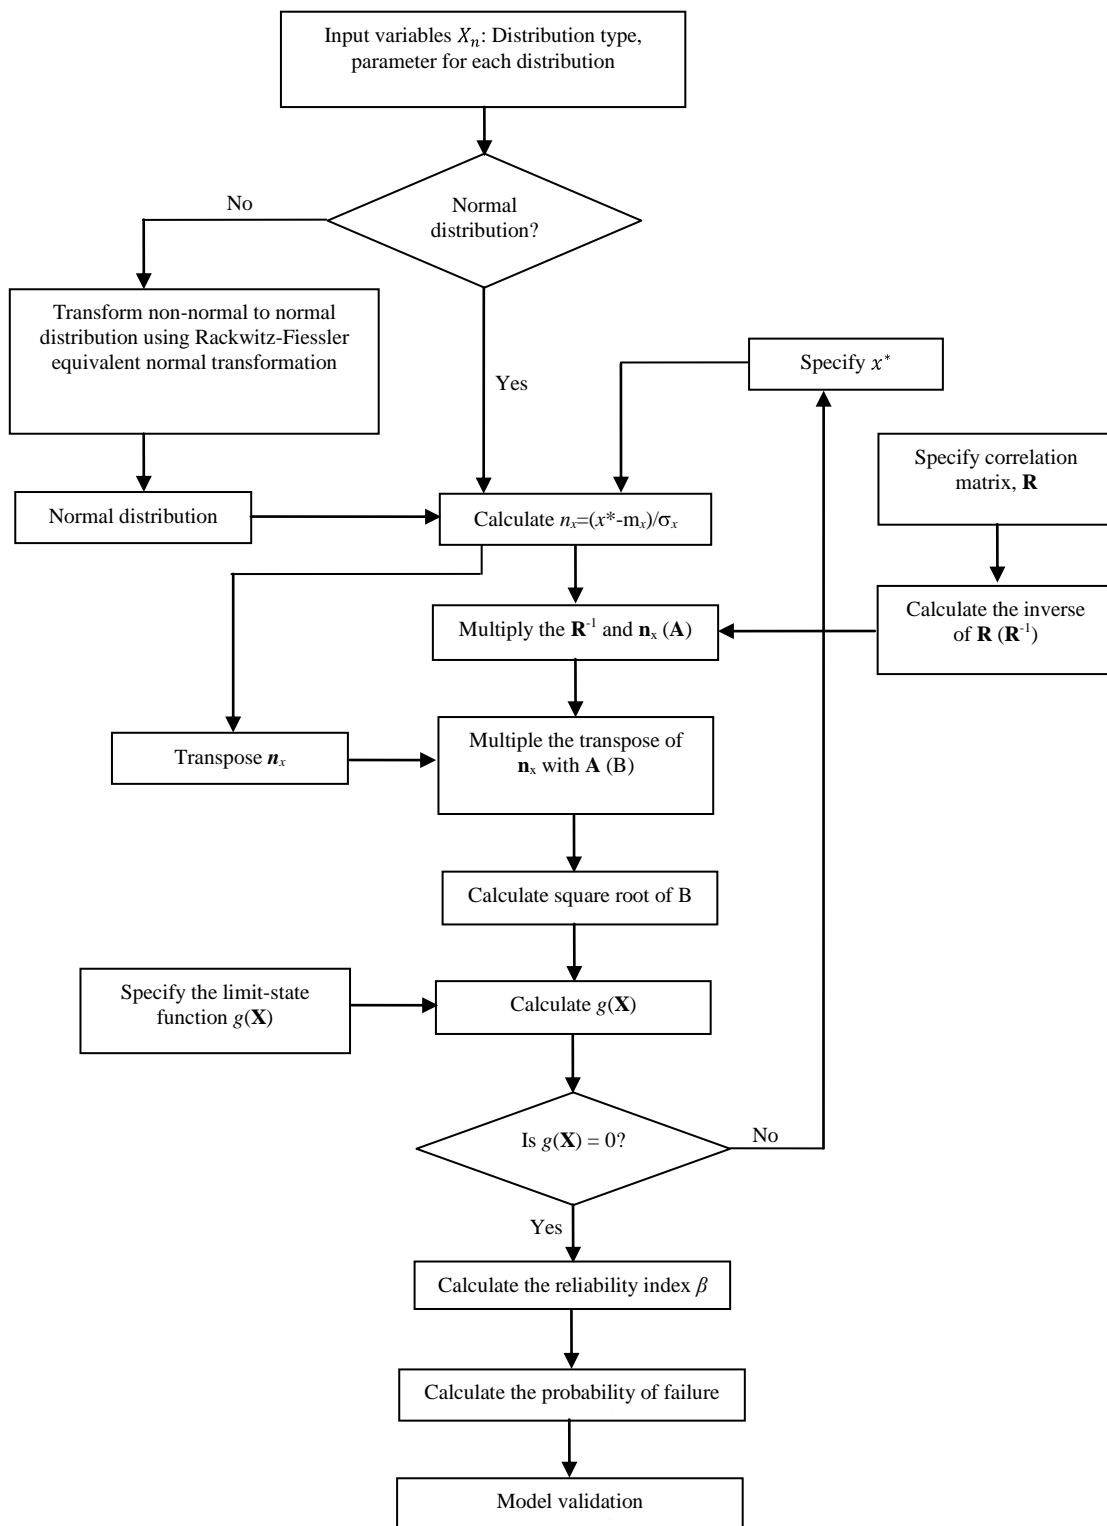 Input variables Xₙ: Distribution type,
parameter for each distribution
Normal
distribution?
No
Yes
Transform non-normal to normal
distribution using Rackwitz-Fiessler
equivalent normal transformation
Normal distribution
Specify x*
Specify correlation
matrix, R
Calculate nₓ=(x*-mₓ)/σₓ
Calculate the inverse
of R (R⁻¹)
Multiply the R⁻¹ and nₓ (A)
Transpose nₓ
Multiple the transpose of
nₓ with A (B)
Calculate square root of B
Specify the limit-state
function g(X)
Calculate g(X)
Is g(X) = 0?
No
Yes
Calculate the reliability index β
Calculate the probability of failure
Model validation